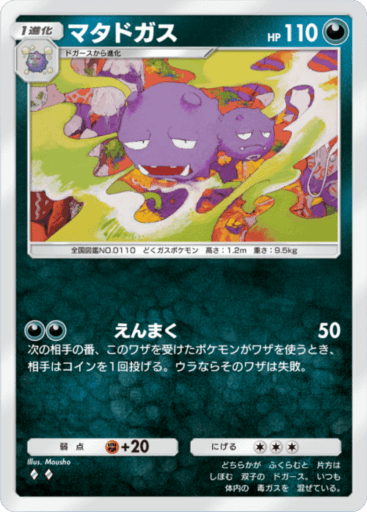 1進化
マタドガス
HP 110
ドガースから進化
全国図鑑NO.0110 どくガスポケモン 高さ:1.2m 重さ:9.5kg
えんまく 50
次の相手の番、このワザを受けたポケモンがワザを使うとき、
相手はコインを1回投げる。ウラならそのワザは失敗。
弱点 +20 にげる
Illus. Mousho
どちらかが ふくらむと 片方は
しぼむ 双子の ドガース。いつも
体内の 毒ガスを 混ぜている。